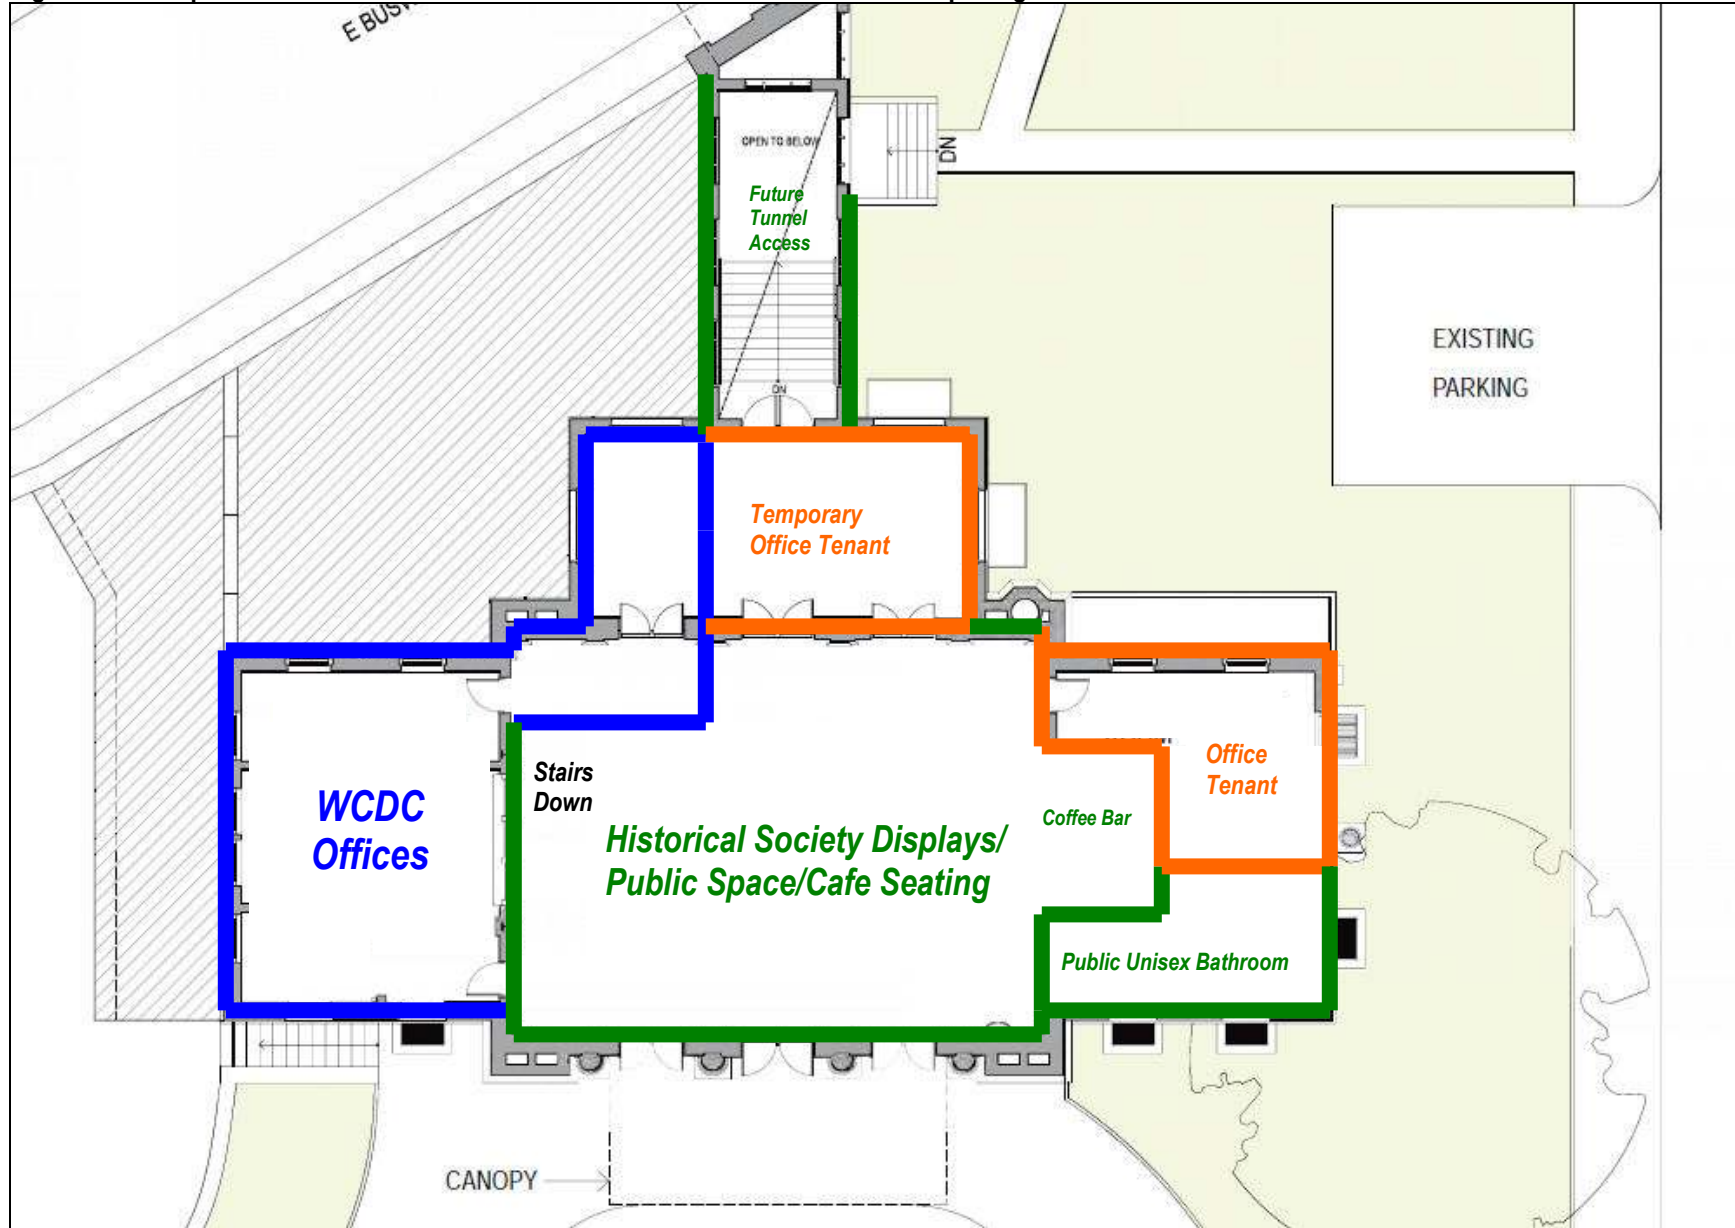 E BUSW
OPEN TO BELOW
DN
Future
Tunnel
Access
EXISTING
PARKING
DN
Temporary
Office Tenant
Stairs
Down
Office
Tenant
WCDC
Offices
Coffee Bar
Historical Society Displays/
Public Space/Cafe Seating
Public Unisex Bathroom
CANOPY